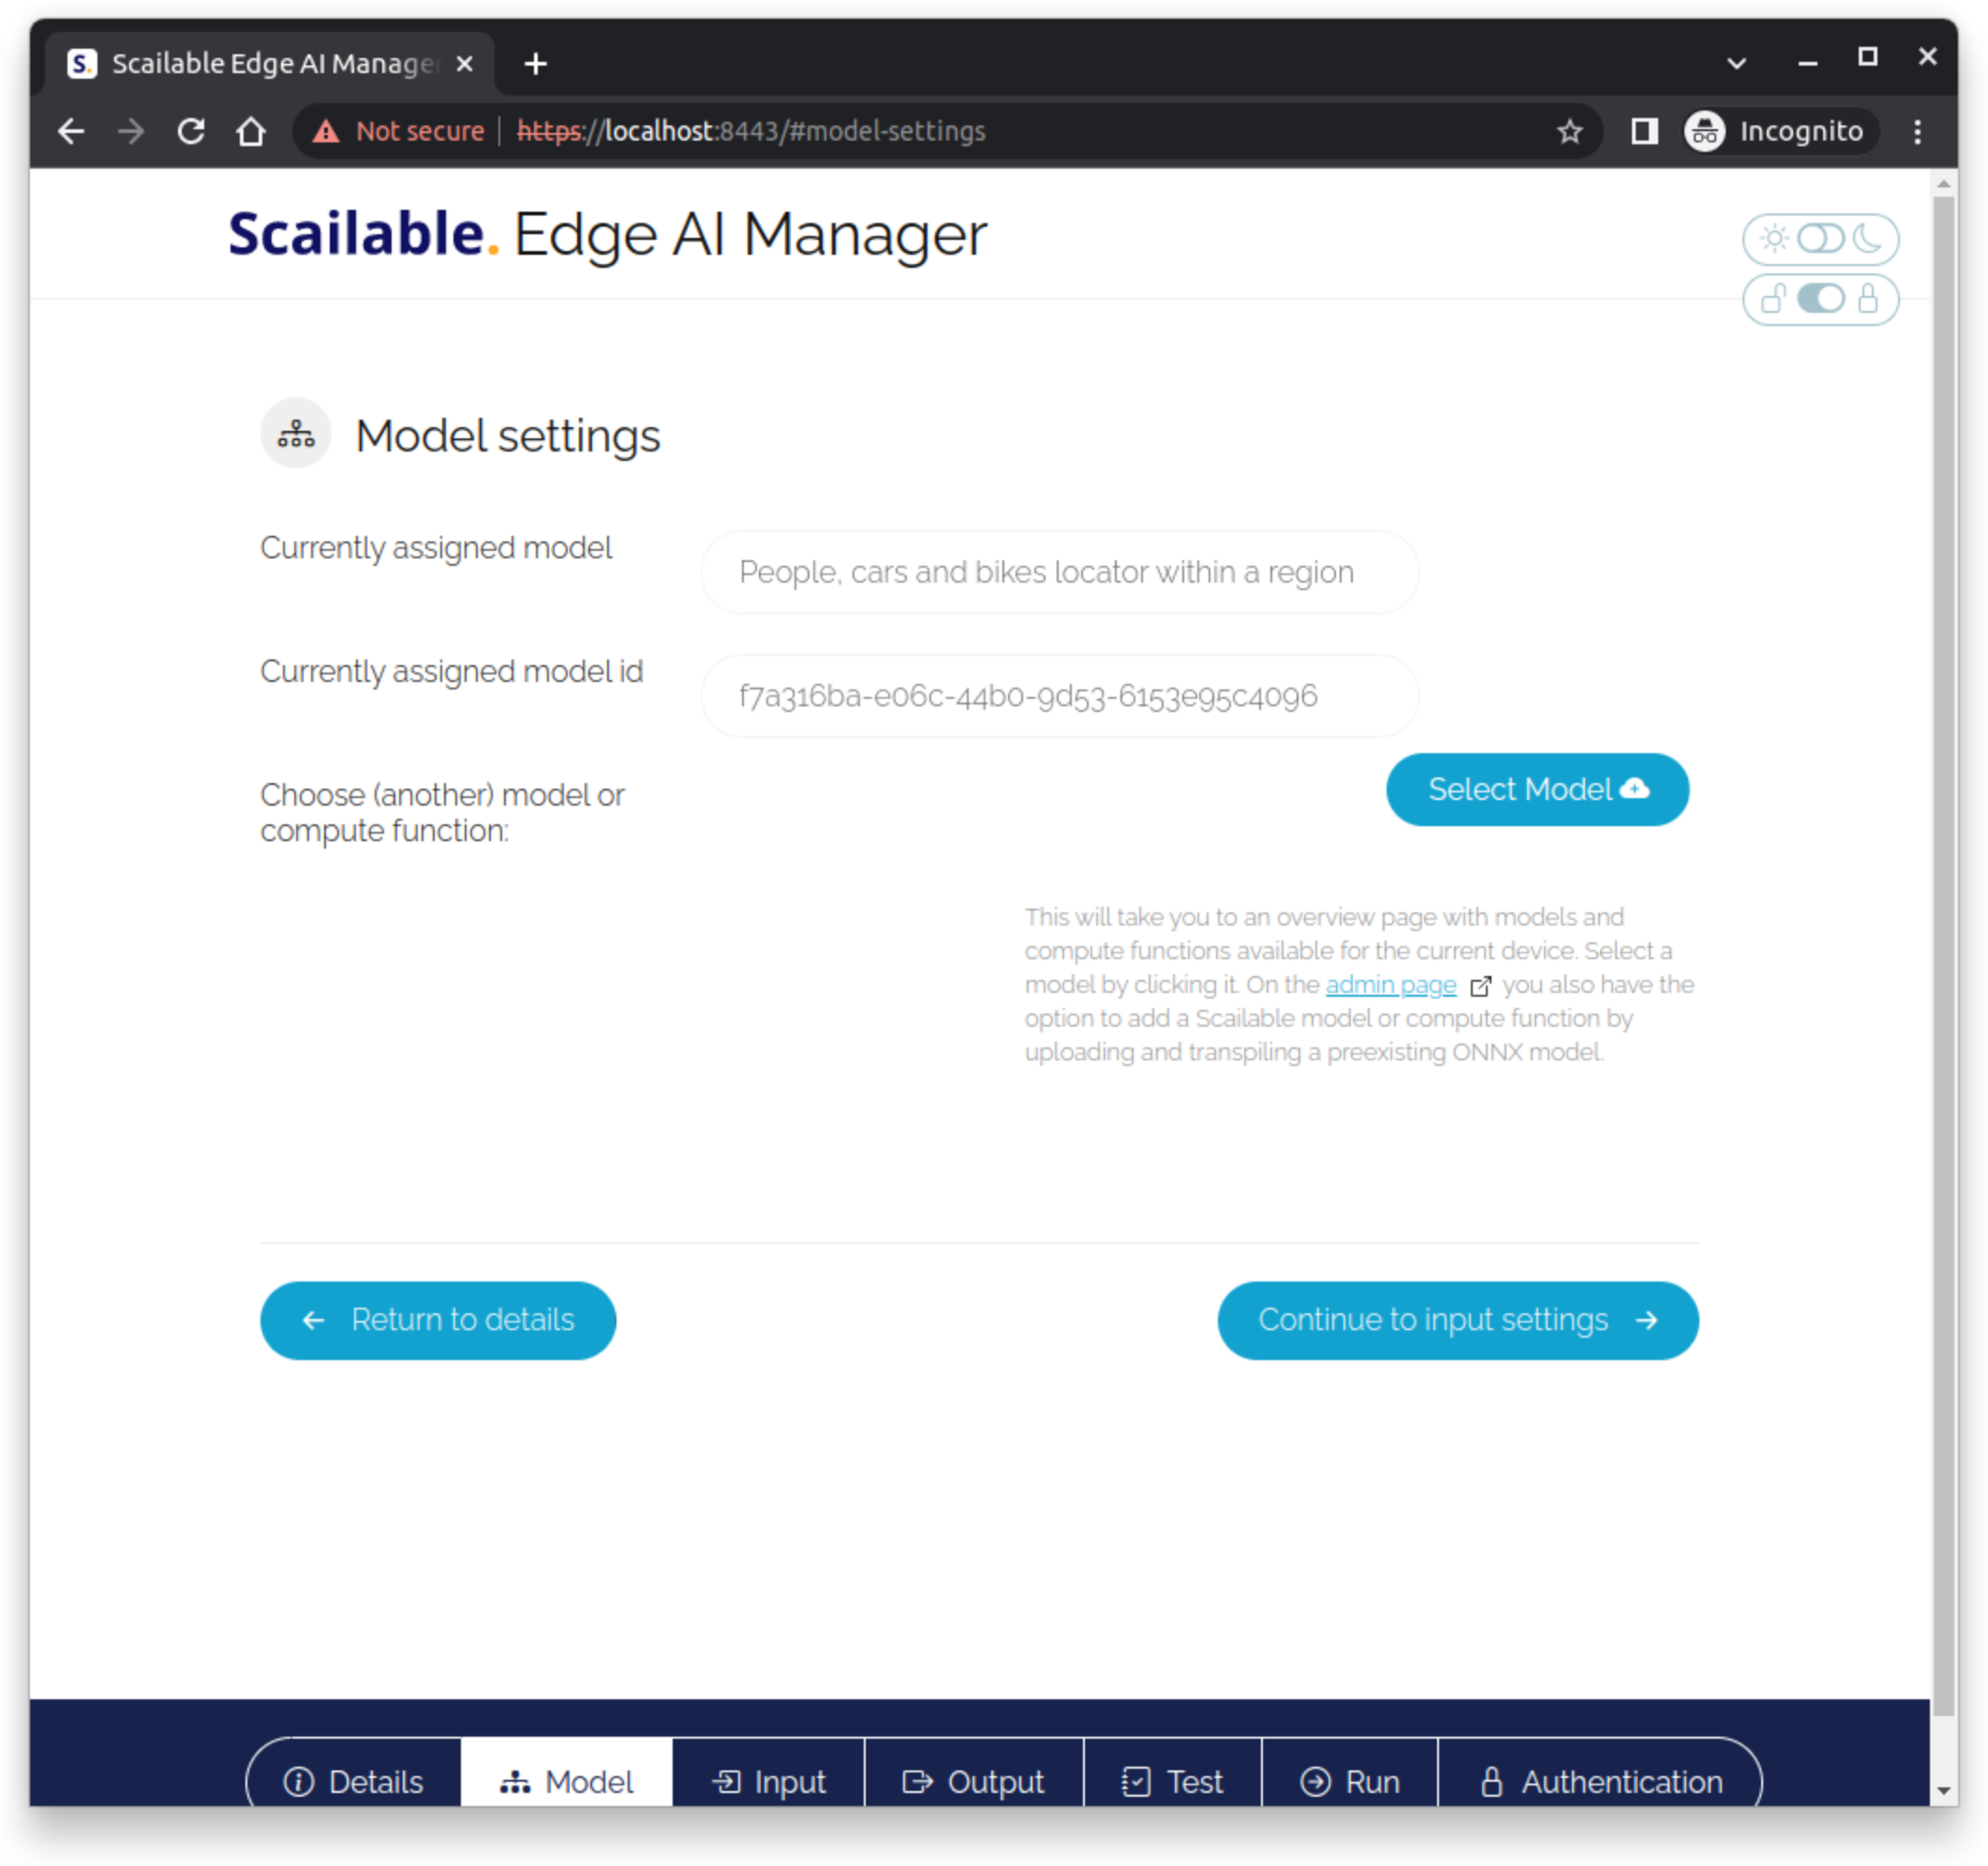 S. Scailable Edge AI Manage
Not secure https://localhost:8443/#model-settings Incognito
Scailable. Edge AI Manager
Model settings
Currently assigned model
People, cars and bikes locator within a region
Currently assigned model id
f7a316ba-e06c-44b0-9d53-6153e95c4096
Choose (another) model or
compute function:
Select Model
This will take you to an overview page with models and
compute functions available for the current device. Select a
model by clicking it. On the admin page you also have the
option to add a Scailable model or compute function by
uploading and transpiling a preexisting ONNX model.
Return to details
Continue to input settings
Details Model Input Output Test Run Authentication